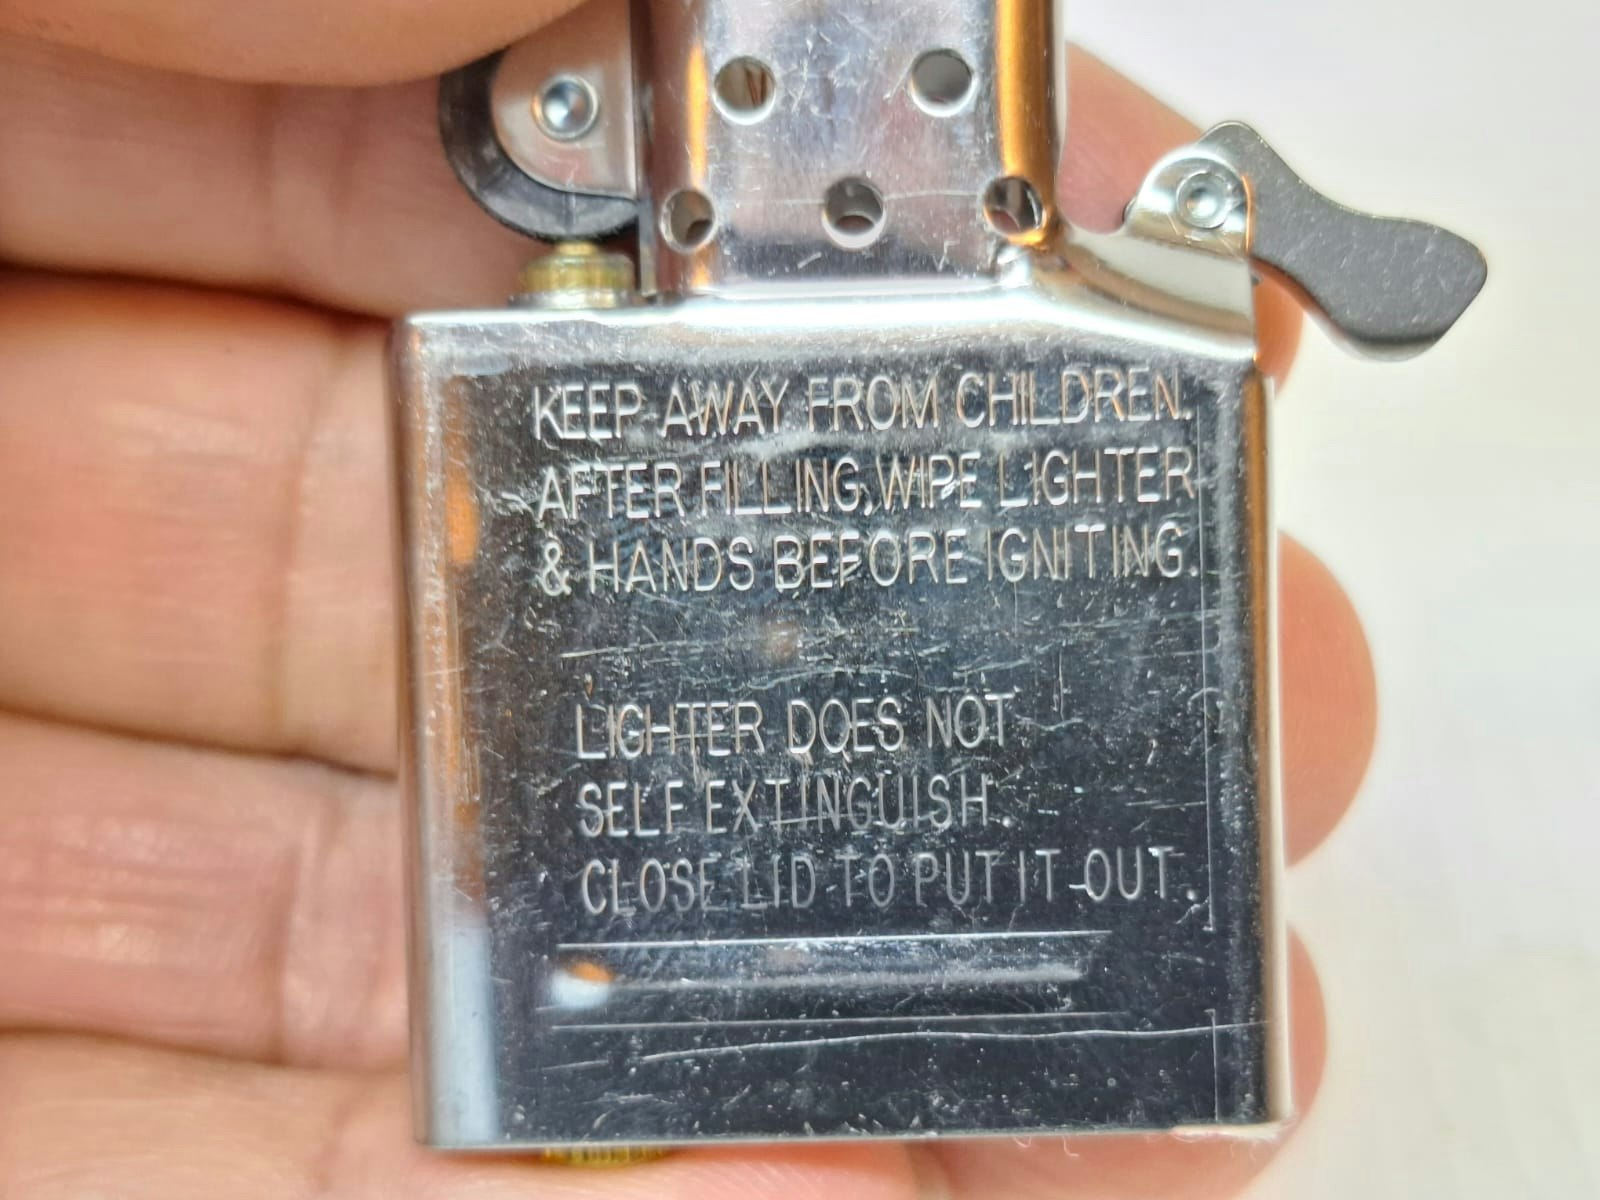 KEEP AWAY FROM CHILDREN.
AFTER FILLING, WIPE LIGHTER
& HANDS BEFORE IGNITING.
LIGHTER DOES NOT
SELF EXTINGUISH.
CLOSE LID TO PUT IT OUT.